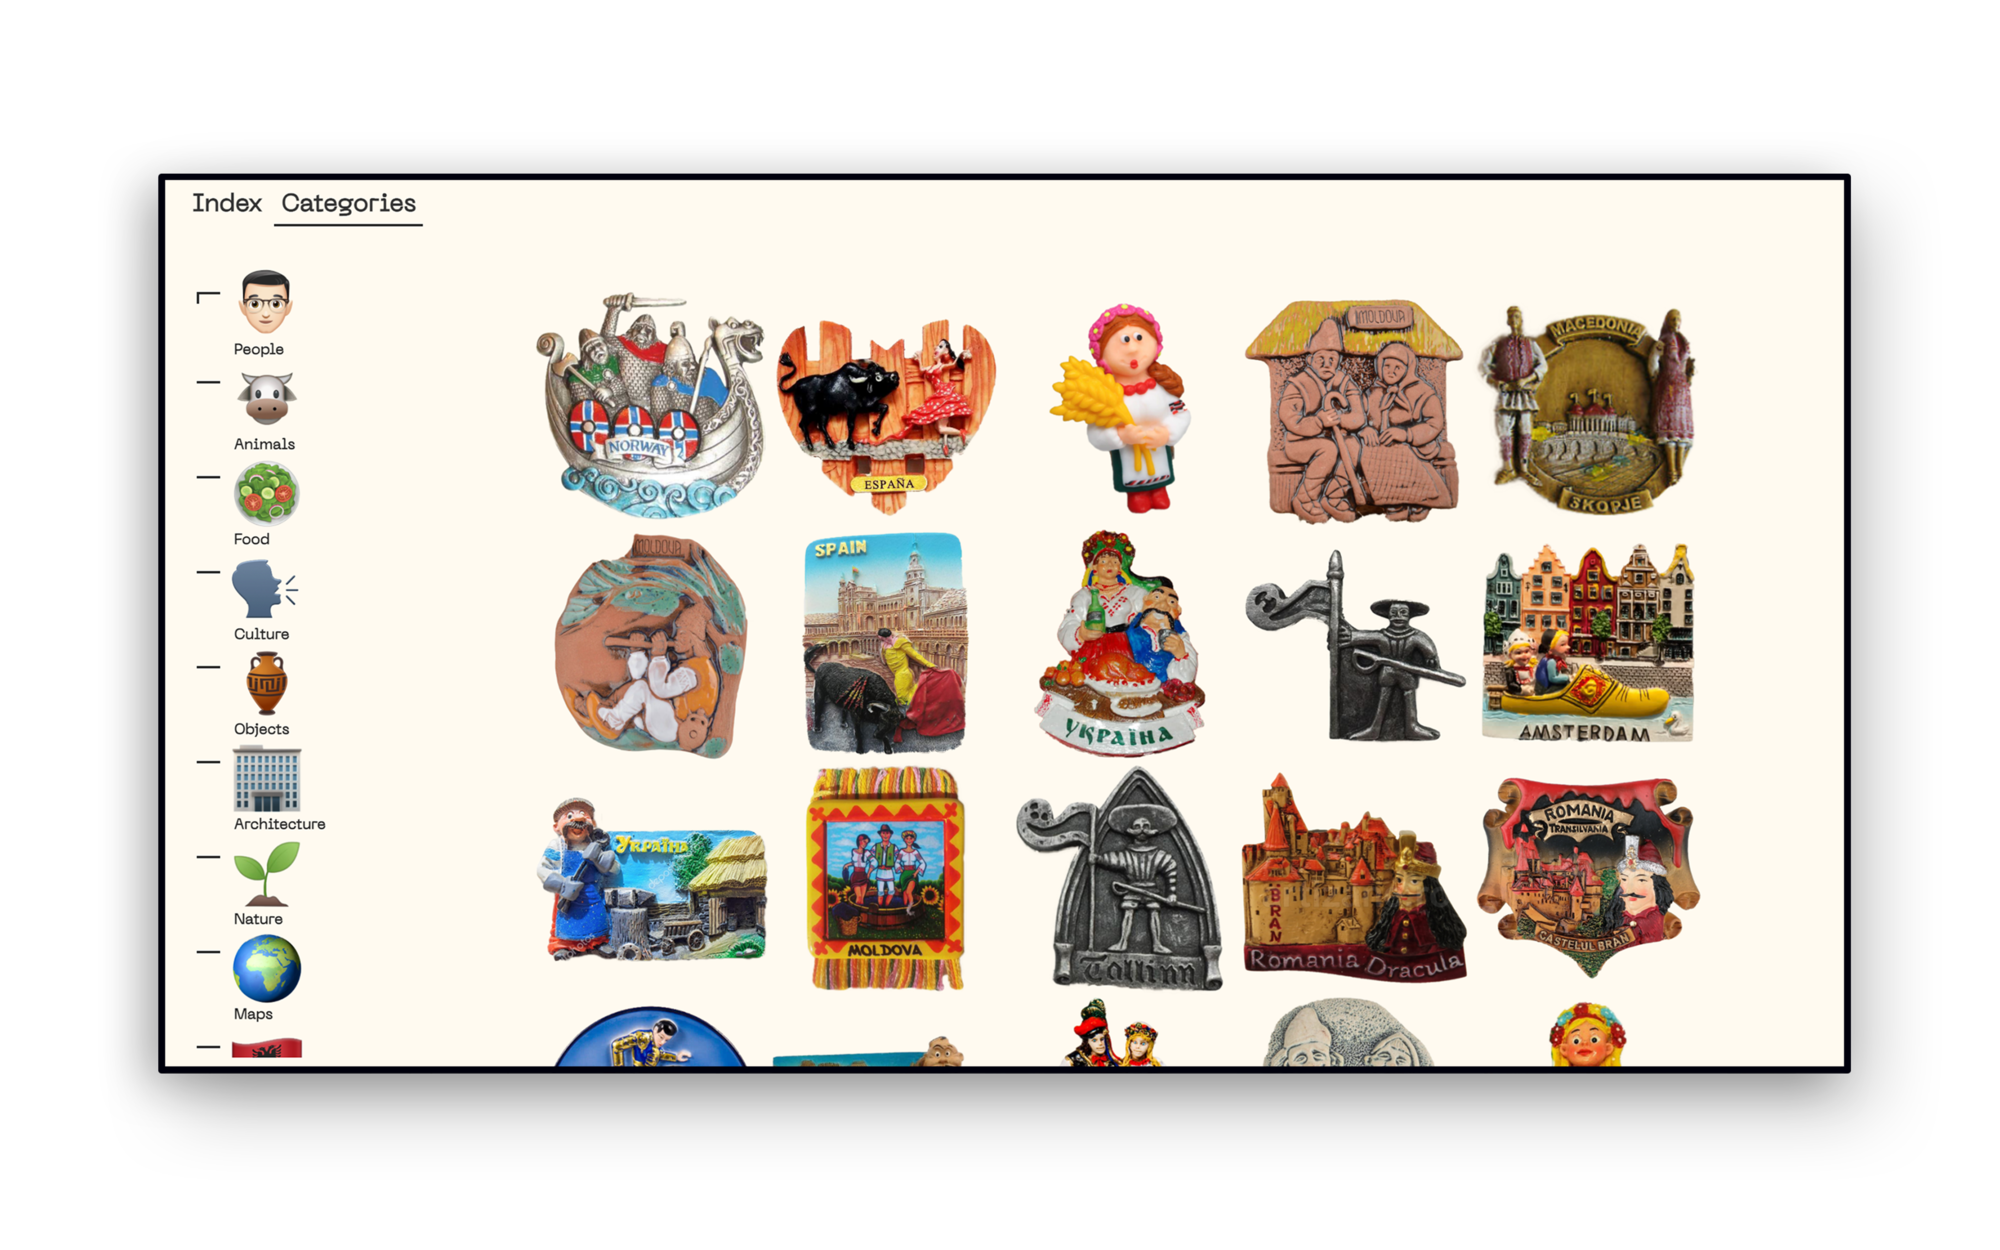 Index Categories
People
Animals
Food
Culture
Objects
Architecture
Nature
Maps
NORWAY
ESPAÑA
MOLDOVA
MACEDONIA
SKOPJE
MOLDOVA
SPAIN
УКРАЇНА
AMSTERDAM
УКРАЇНА
MOLDOVA
Tallinn
BRAN
Romania Dracula
ROMANIA
TRANSILVANIA
CASTELUL BRAN